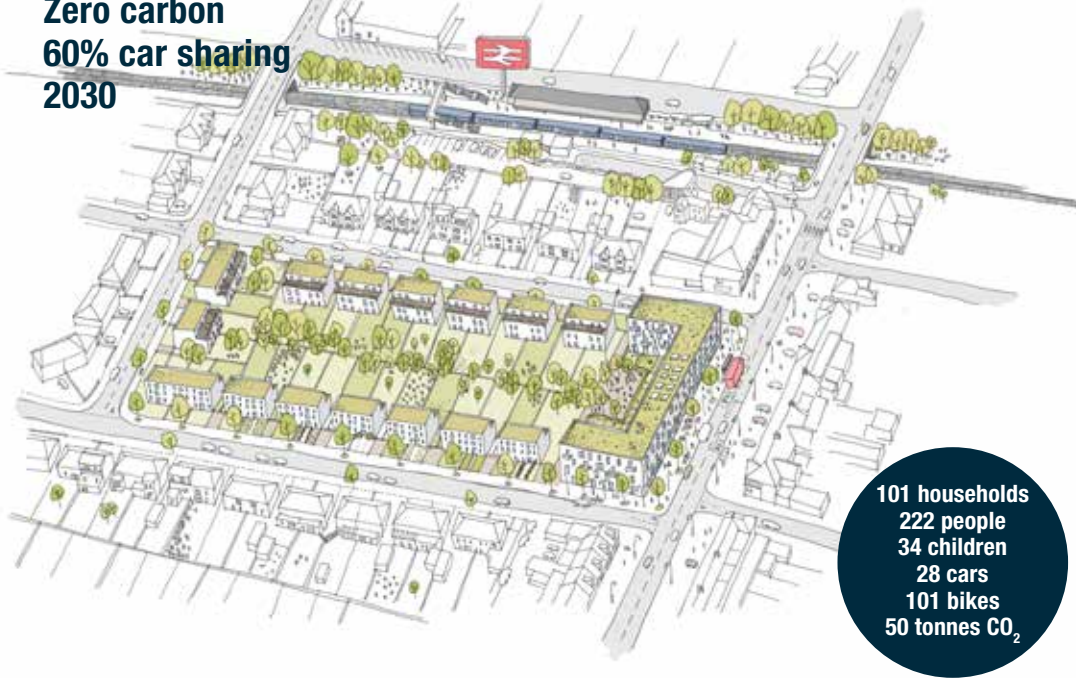 Zero carbon
60% car sharing
2030
101 households
222 people
34 children
28 cars
101 bikes
50 tonnes CO₂